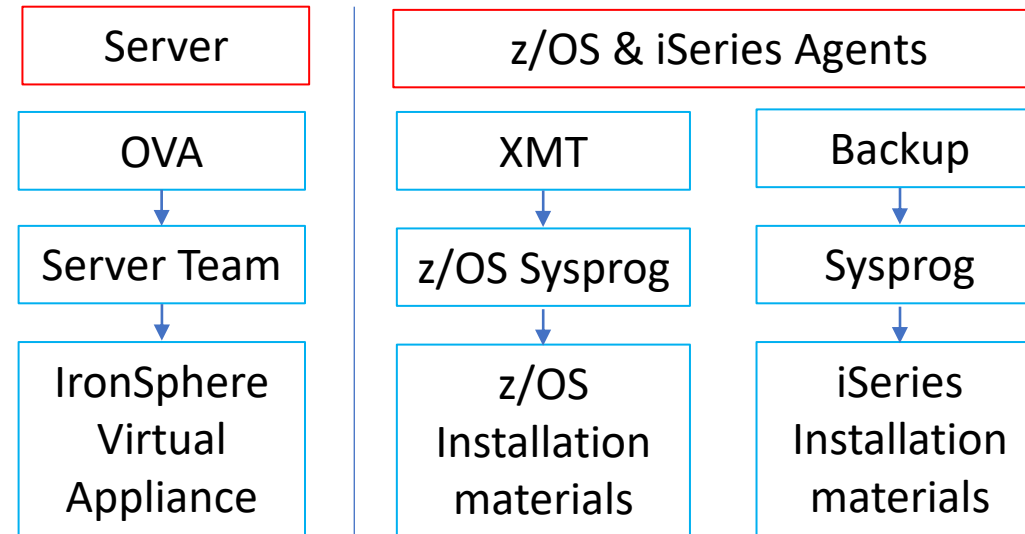 Server
z/OS & iSeries Agents
OVA
XMT
Backup
Server Team
z/OS Sysprog
Sysprog
IronSphere
Virtual
Appliance
z/OS
Installation
materials
iSeries
Installation
materials